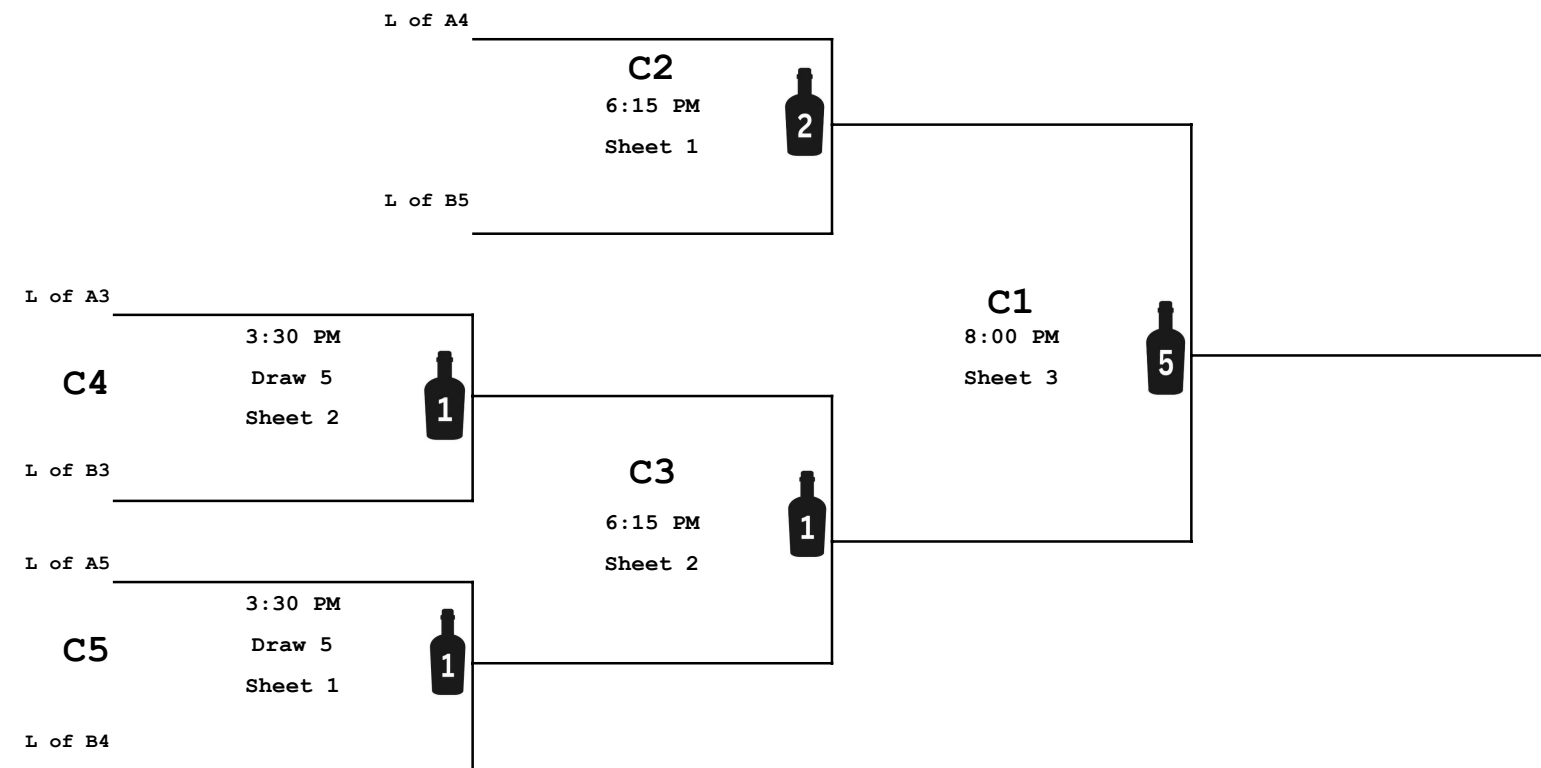 L of A4
C2
6:15 PM
Sheet 1
2
L of B5
L of A3
3:30 PM
C4
Draw 5
Sheet 2
1
L of B3
C1
8:00 PM
Sheet 3
5
C3
6:15 PM
Sheet 2
1
L of A5
3:30 PM
C5
Draw 5
Sheet 1
1
L of B4